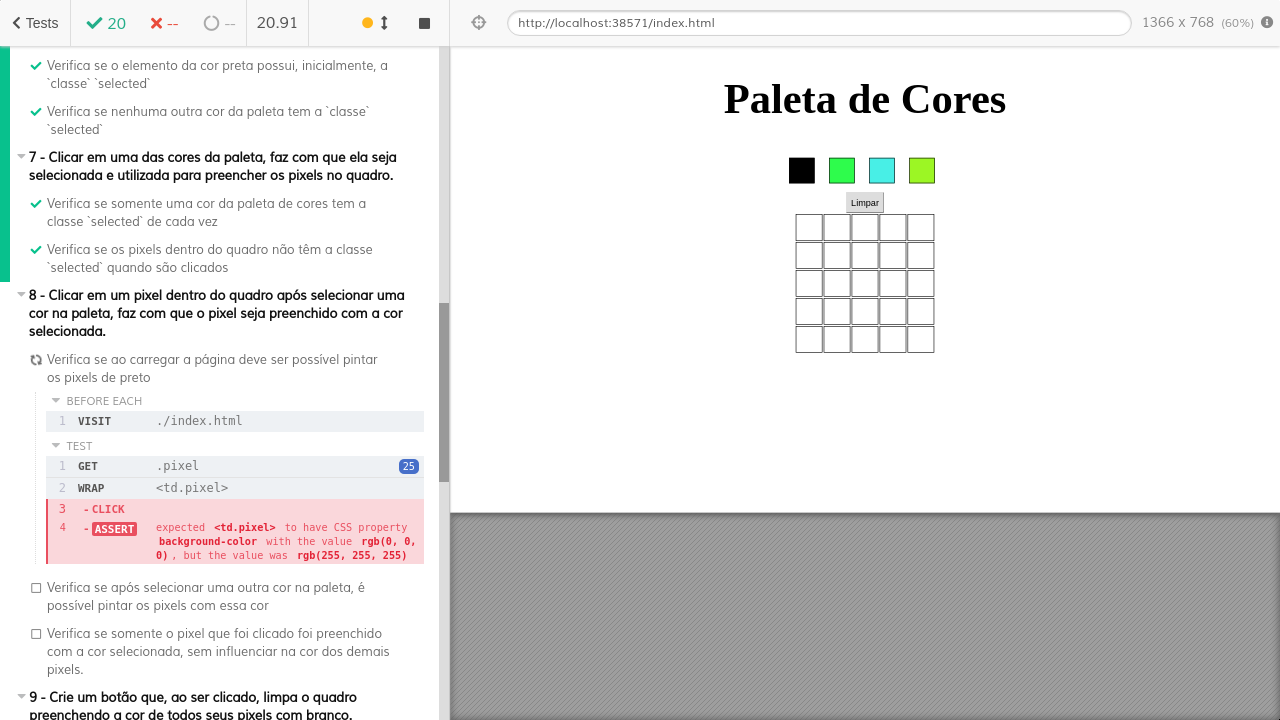 Tests
20
--
--
20.91
http://localhost:38571/index.html
1366 x 768 (60%)
Verifica se o elemento da cor preta possui, inicialmente, a
`classe` `selected`
Verifica se nenhuma outra cor da paleta tem a `classe`
`selected`
7 - Clicar em uma das cores da paleta, faz com que ela seja
selecionada e utilizada para preencher os pixels no quadro.
Verifica se somente uma cor da paleta de cores tem a
classe `selected` de cada vez
Verifica se os pixels dentro do quadro não têm a classe
`selected` quando são clicados
8 - Clicar em um pixel dentro do quadro após selecionar uma
cor na paleta, faz com que o pixel seja preenchido com a cor
selecionada.
Verifica se ao carregar a página deve ser possível pintar
os pixels de preto
BEFORE EACH
1 VISIT ./index.html
TEST
1 GET .pixel 25
2 WRAP <td.pixel>
3 -CLICK
4 -ASSERT expected <td.pixel> to have CSS property
background-color with the value rgb(0, 0,
0), but the value was rgb(255, 255, 255)
Verifica se após selecionar uma outra cor na paleta, é
possível pintar os pixels com essa cor
Verifica se somente o pixel que foi clicado foi preenchido
com a cor selecionada, sem influenciar na cor dos demais
pixels.
9 - Crie um botão que, ao ser clicado, limpa o quadro
preenchendo a cor de todos seus pixels com branco.
Paleta de Cores
Limpar